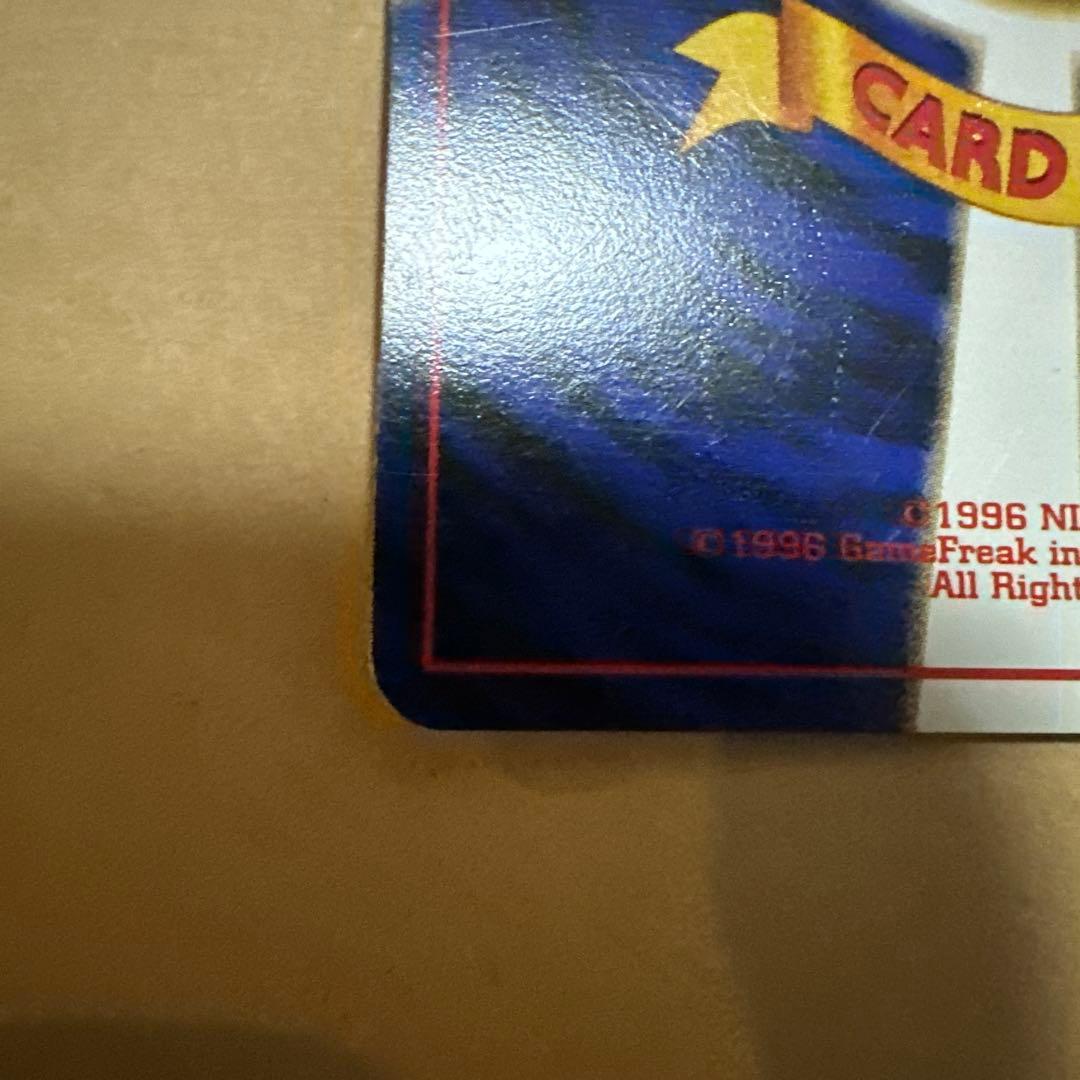 CARD
©1996 NI
©1996 GameFreak in
All Right